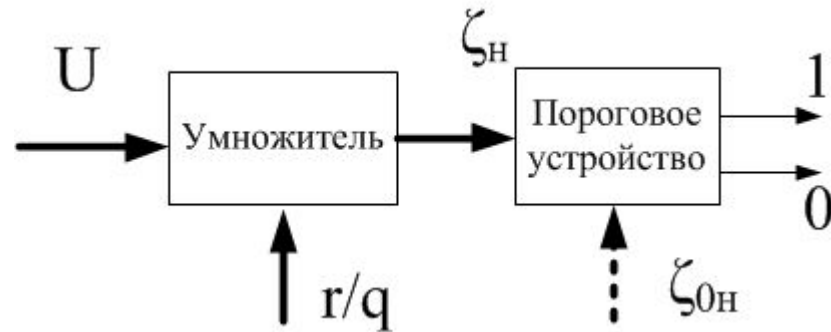 U
Умножитель
r/q
ζн
Пороговое
устройство
1
0
ζ0н